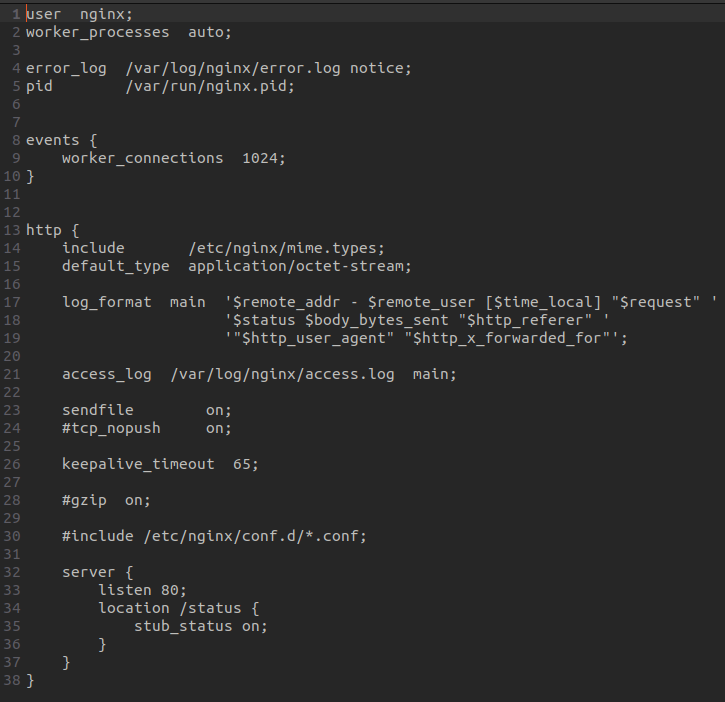 1 user  nginx;
2 worker_processes  auto;
3
4 error_log  /var/log/nginx/error.log notice;
5 pid        /var/run/nginx.pid;
6
7
8 events {
9     worker_connections  1024;
10 }
11
12
13 http {
14     include       /etc/nginx/mime.types;
15     default_type  application/octet-stream;
16
17     log_format  main  '$remote_addr - $remote_user [$time_local] "$request" '
18                       '$status $body_bytes_sent "$http_referer" '
19                       '"$http_user_agent" "$http_x_forwarded_for"';
20
21     access_log  /var/log/nginx/access.log  main;
22
23     sendfile        on;
24     #tcp_nopush     on;
25
26     keepalive_timeout  65;
27
28     #gzip  on;
29
30     #include /etc/nginx/conf.d/*.conf;
31
32     server {
33         listen 80;
34         location /status {
35             stub_status on;
36         }
37     }
38 }